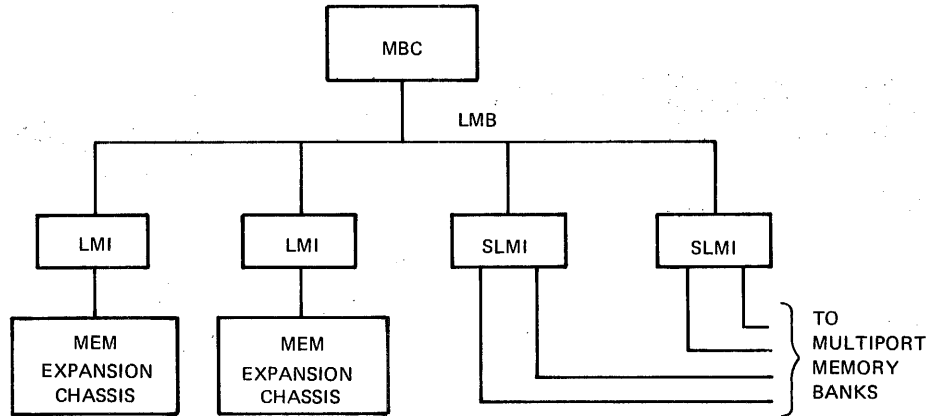 MBC
LMB
LMI
LMI
SLMI
SLMI
MEM
EXPANSION
CHASSIS
MEM
EXPANSION
CHASSIS
TO
MULTIPORT
MEMORY
BANKS